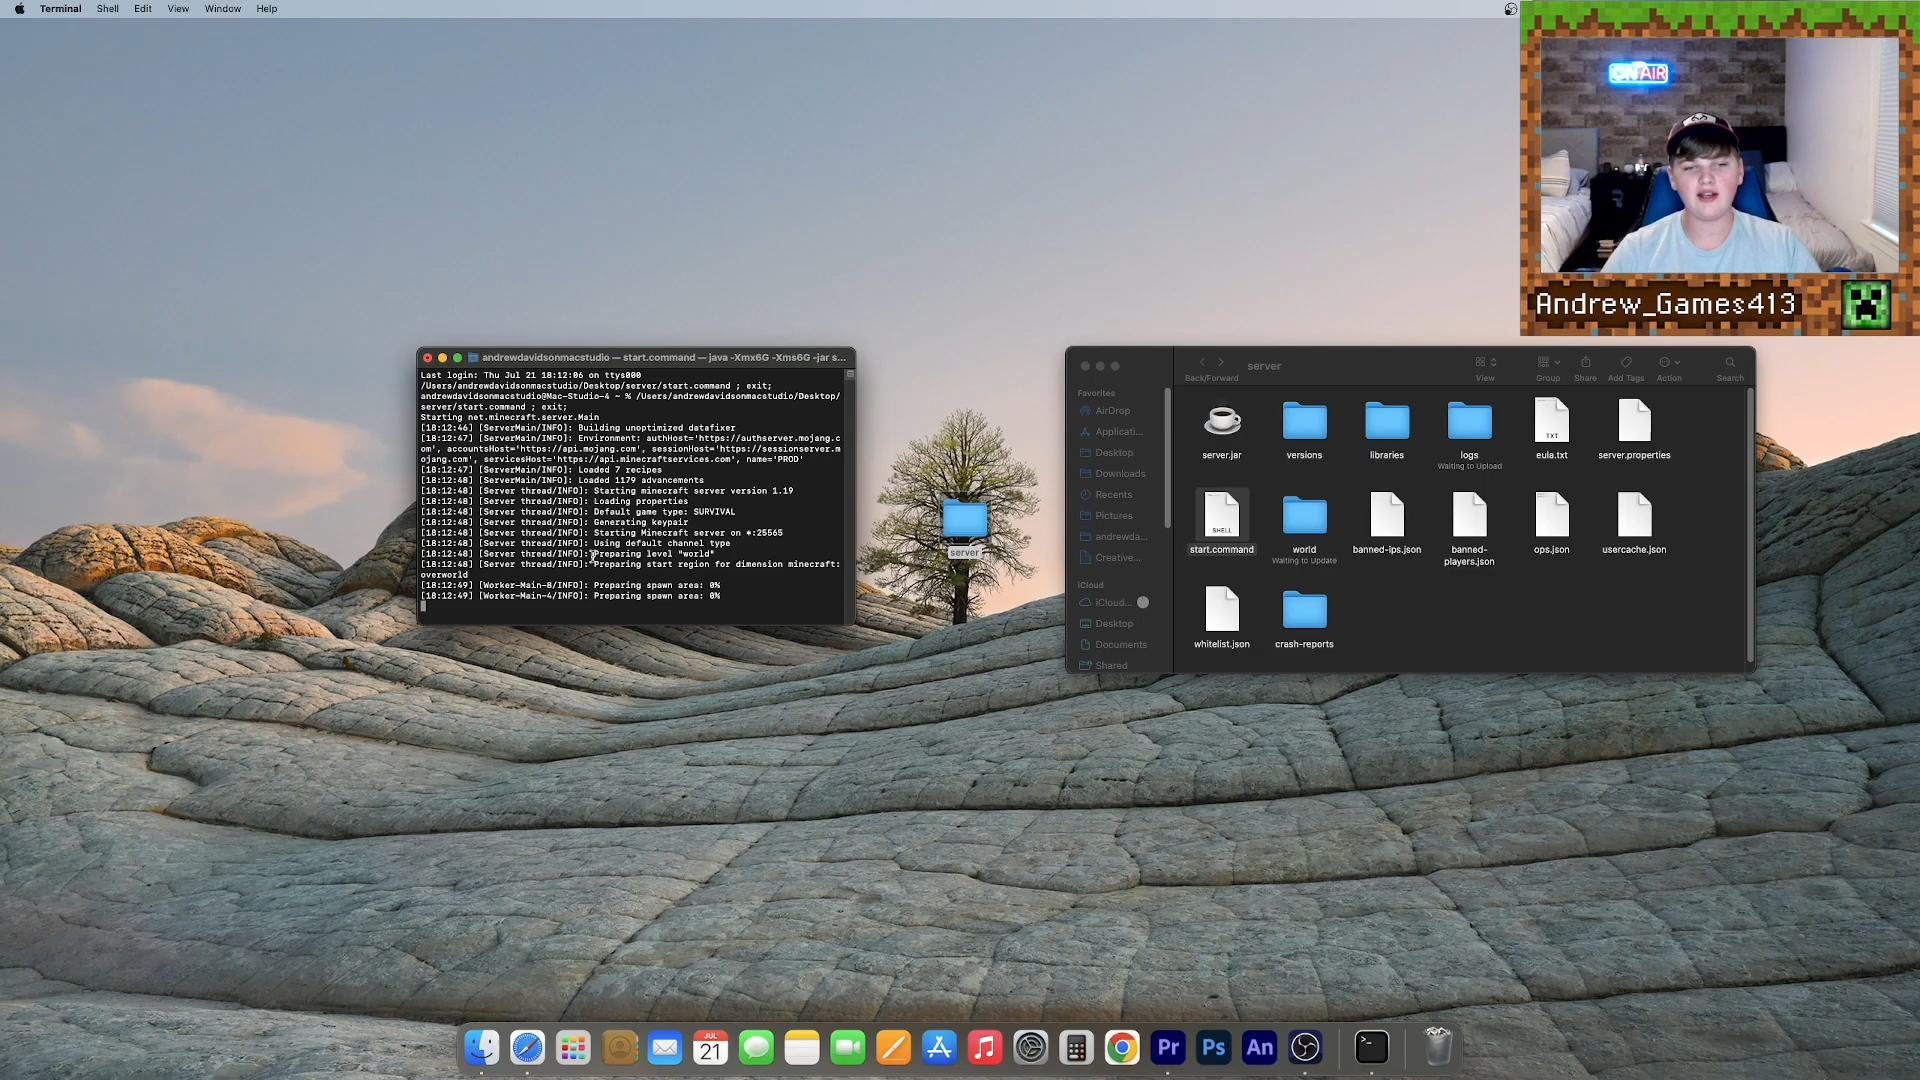 Terminal Shell Edit View Window Help
ON AIR
Andrew_Games413
andrewdavidsonmacstudio — start.command — java -Xmx6G -Xms6G -jar s...
Last login: Thu Jul 21 18:12:06 on ttys000
/Users/andrewdavidsonmacstudio/Desktop/server/start.command ; exit;
andrewdavidsonmacstudio@Mac-Studio-4 ~ % /Users/andrewdavidsonmacstudio/Desktop/
server/start.command ; exit;
Starting net.minecraft.server.Main
[18:12:46] [ServerMain/INFO]: Building unoptimized datafixer
[18:12:47] [ServerMain/INFO]: Environment: authHost='https://authserver.mojang.c
om', accountsHost='https://api.mojang.com', sessionHost='https://sessionserver.m
ojang.com', servicesHost='https://api.minecraftservices.com', name='PROD'
[18:12:47] [ServerMain/INFO]: Loaded 7 recipes
[18:12:48] [ServerMain/INFO]: Loaded 1179 advancements
[18:12:48] [Server thread/INFO]: Starting minecraft server version 1.19
[18:12:48] [Server thread/INFO]: Loading properties
[18:12:48] [Server thread/INFO]: Default game type: SURVIVAL
[18:12:48] [Server thread/INFO]: Generating keypair
[18:12:48] [Server thread/INFO]: Starting Minecraft server on *:25565
[18:12:48] [Server thread/INFO]: Using default channel type
[18:12:48] [Server thread/INFO]: Preparing level "world"
[18:12:48] [Server thread/INFO]: Preparing start region for dimension minecraft:
overworld
[18:12:49] [Worker-Main-8/INFO]: Preparing spawn area: 0%
[18:12:49] [Worker-Main-4/INFO]: Preparing spawn area: 0%
server
server
Back/Forward View Group Share Add Tags Action Search
Favorites
AirDrop
Applicati...
Desktop
Downloads
Recents
Pictures
andrewda...
Creative...
iCloud
iCloud...
Desktop
Documents
Shared
server.jar versions libraries logs eula.txt server.properties
Waiting to Upload
TXT
SHELL
start.command world banned-ips.json banned-players.json ops.json usercache.json
Waiting to Update
whitelist.json crash-reports
JUL
21
Pr Ps An